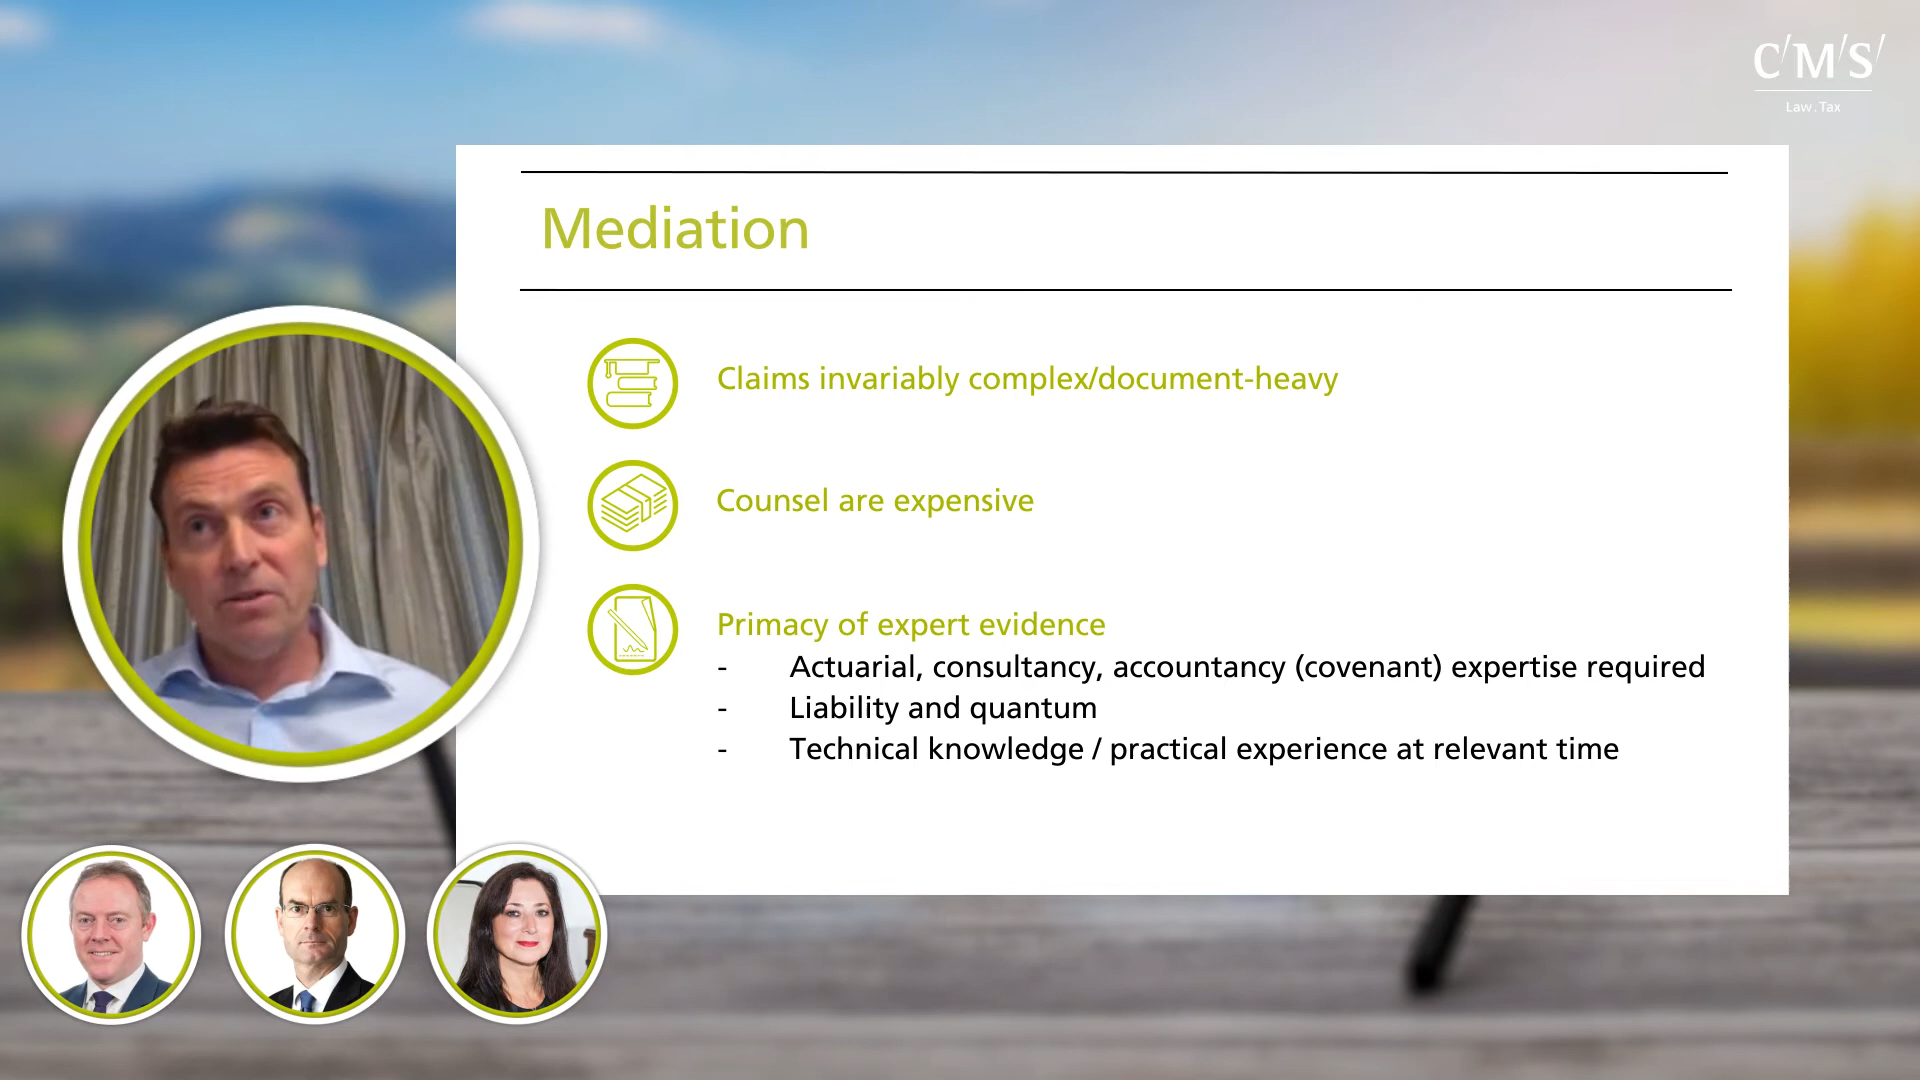 C/M/S/
Law.Tax
Mediation
Claims invariably complex/document-heavy
Counsel are expensive
Primacy of expert evidence
- Actuarial, consultancy, accountancy (covenant) expertise required
- Liability and quantum
- Technical knowledge / practical experience at relevant time